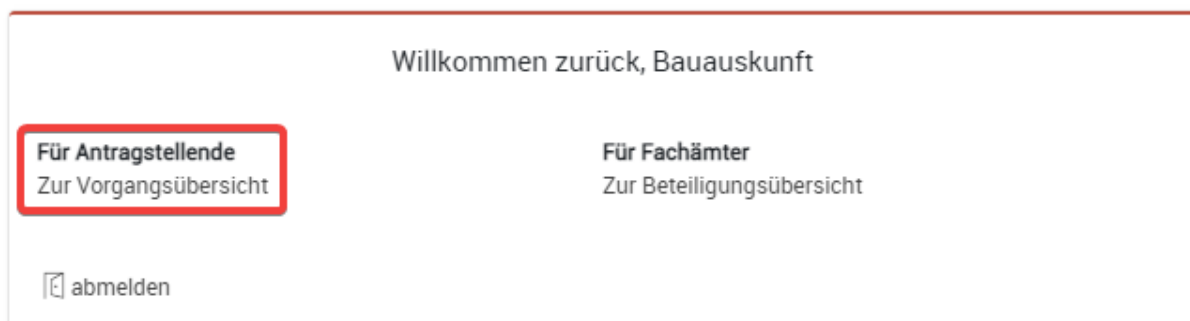 Willkommen zurück, Bauauskunft
Für Antragstellende
Zur Vorgangsübersicht
Für Fachämter
Zur Beteiligungsübersicht
abmelden